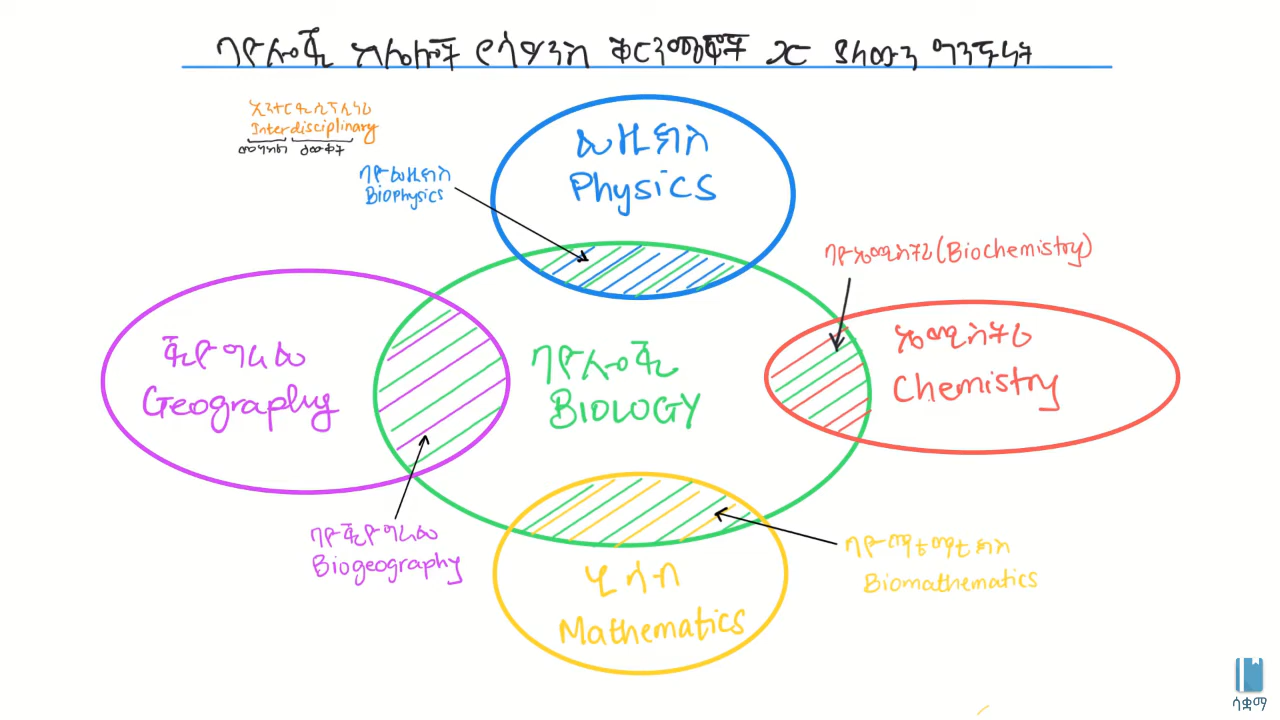 ባዮሎጂ ከሌሎች የሳይንስ ቅርንጫፎች ጋር ያለውን ግንኙነት
ኢንተርዲሲፕሊነሪ
Interdisciplinary
መካከል ዕውቀት
ፊዚክስ
Physics
ባዮፊዚክስ
Biophysics
ባዮኬሚስትሪ (Biochemistry)
ጂዮግራፊ
Geography
ባዮሎጂ
BIOLOGY
ኬሚስትሪ
Chemistry
ባዮጂዮግራፊ
Biogeography
ባዮማቲማቲክስ
Biomathematics
ሂሳብ
Mathematics
ሳቋማ